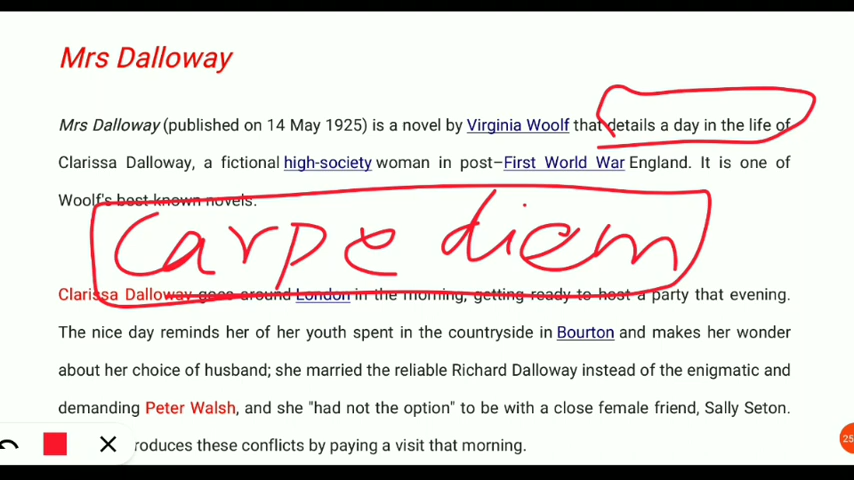 Mrs Dalloway
Mrs Dalloway (published on 14 May 1925) is a novel by Virginia Woolf that details a day in the life of
Clarissa Dalloway, a fictional high-society woman in post–First World War England. It is one of
Woolf's best known novels.
Carpe diem
Clarissa Dalloway goes around London in the morning, getting ready to host a party that evening.
The nice day reminds her of her youth spent in the countryside in Bourton and makes her wonder
about her choice of husband; she married the reliable Richard Dalloway instead of the enigmatic and
demanding Peter Walsh, and she "had not the option" to be with a close female friend, Sally Seton.
roduces these conflicts by paying a visit that morning.
25